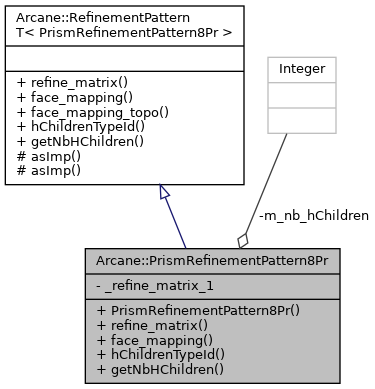 Arcane::RefinementPattern
T< PrismRefinementPattern8Pr >
+ refine_matrix()
+ face_mapping()
+ face_mapping_topo()
+ hChildrenTypeId()
+ getNbHChildren()
# asImp()
# asImp()
Integer
-m_nb_hChildren
Arcane::PrismRefinementPattern8Pr
- _refine_matrix_1
+ PrismRefinementPattern8Pr()
+ refine_matrix()
+ face_mapping()
+ hChildrenTypeId()
+ getNbHChildren()